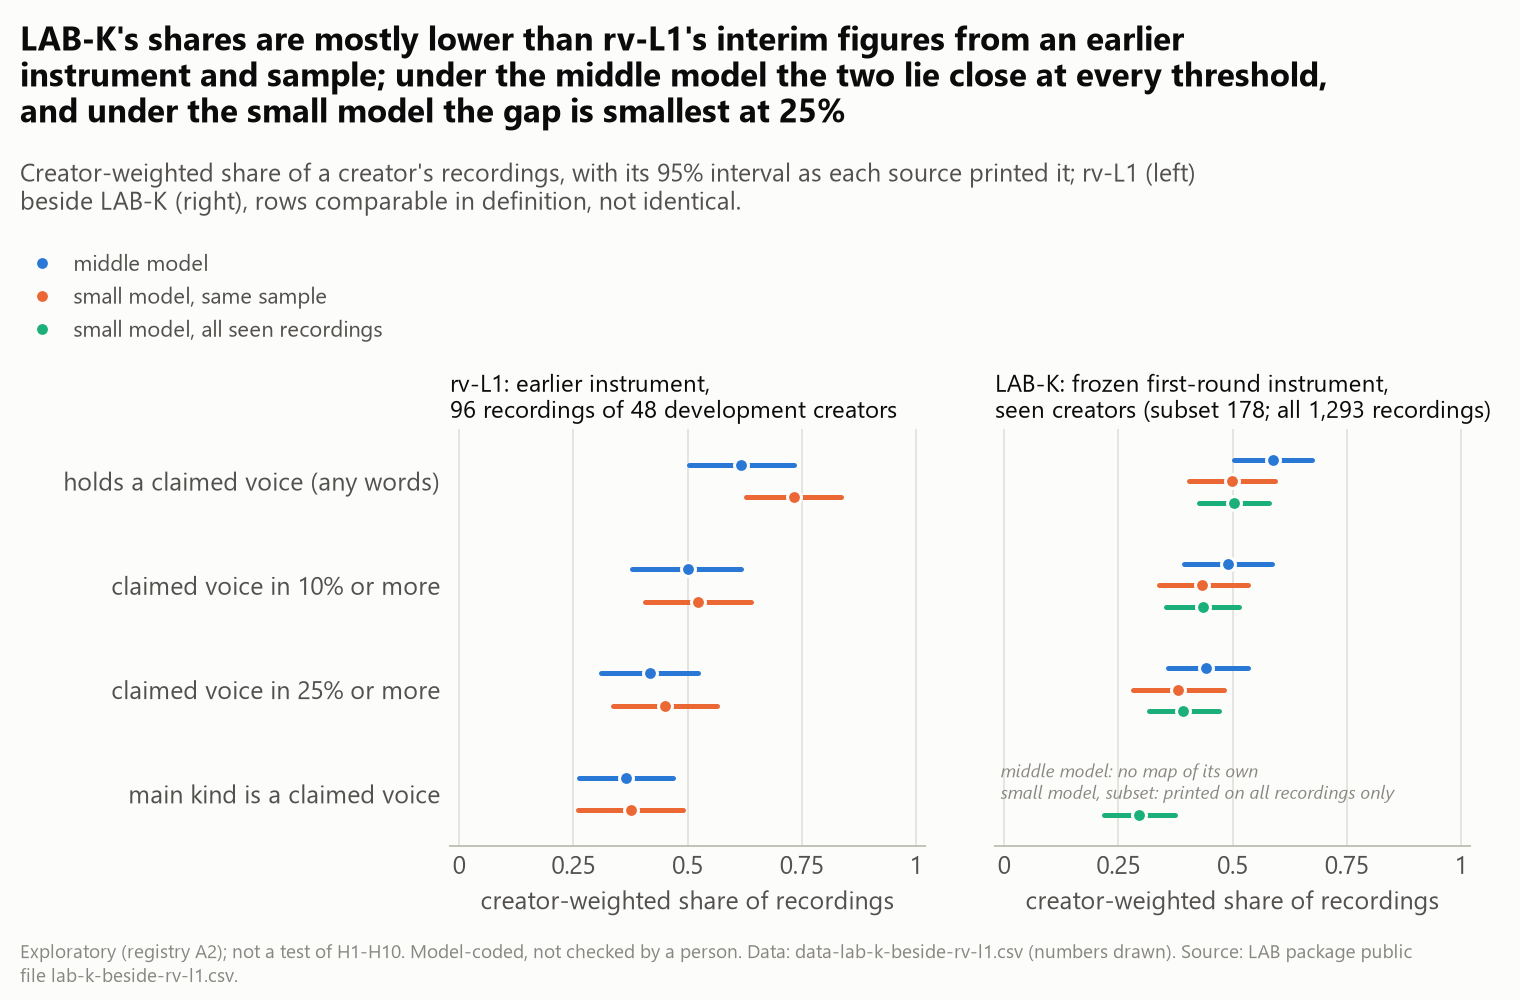 LAB-K's shares are mostly lower than rv-L1's interim figures from an earlier
instrument and sample; under the middle model the two lie close at every threshold,
and under the small model the gap is smallest at 25%
Creator-weighted share of a creator's recordings, with its 95% interval as each source printed it; rv-L1 (left)
beside LAB-K (right), rows comparable in definition, not identical.
middle model
small model, same sample
small model, all seen recordings
rv-L1: earlier instrument,
96 recordings of 48 development creators
LAB-K: frozen first-round instrument,
seen creators (subset 178; all 1,293 recordings)
holds a claimed voice (any words)
claimed voice in 10% or more
claimed voice in 25% or more
main kind is a claimed voice
middle model: no map of its own
small model, subset: printed on all recordings only
0 0.25 0.5 0.75 1
0 0.25 0.5 0.75 1
creator-weighted share of recordings
creator-weighted share of recordings
Exploratory (registry A2); not a test of H1-H10. Model-coded, not checked by a person. Data: data-lab-k-beside-rv-l1.csv (numbers drawn). Source: LAB package public
file lab-k-beside-rv-l1.csv.